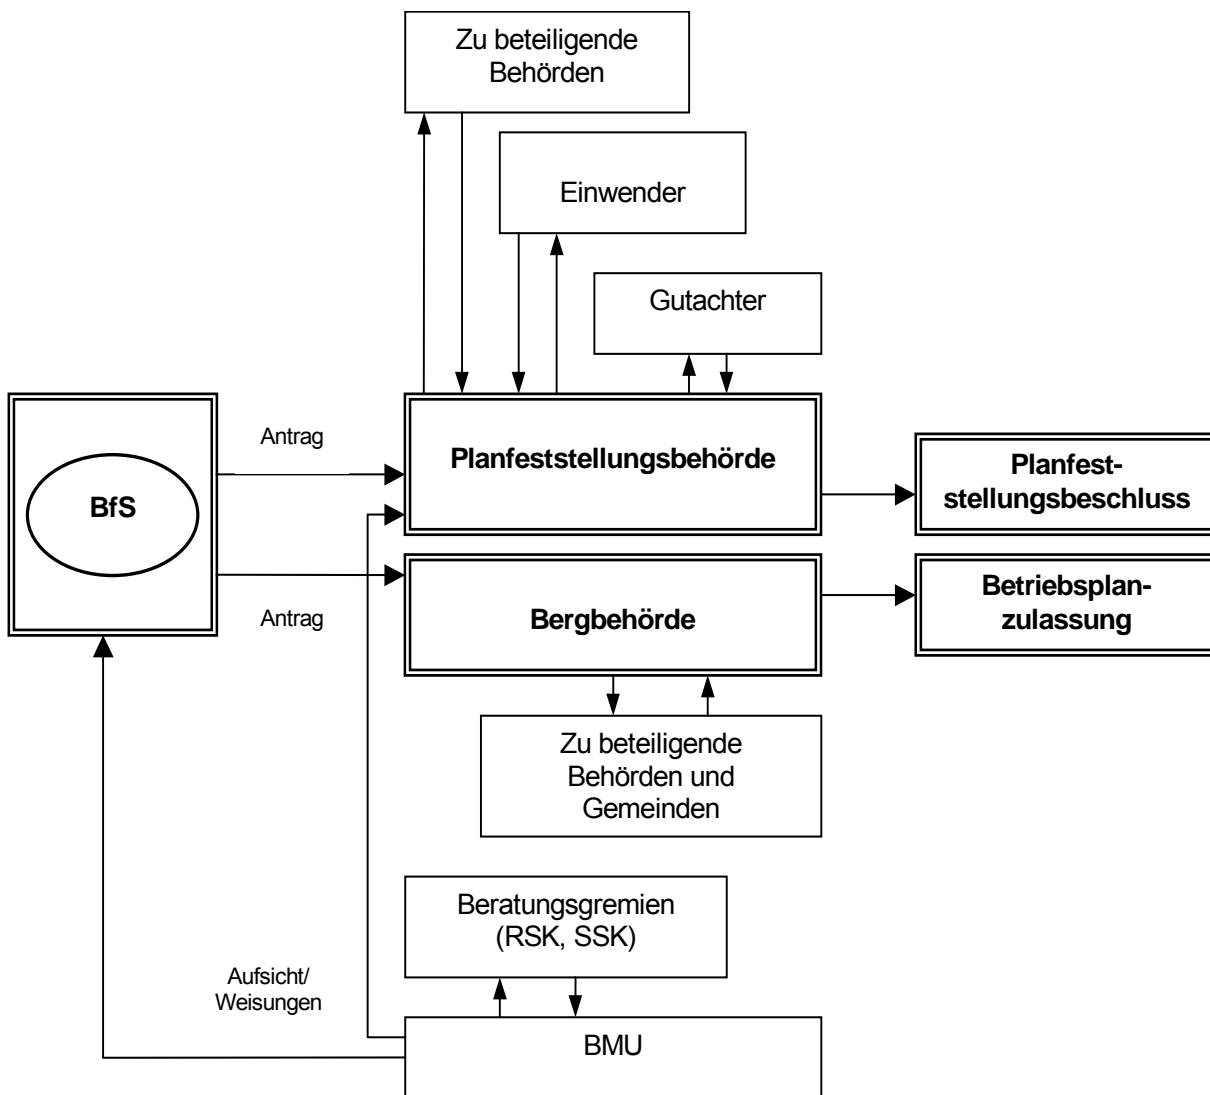 Zu beteiligende
Behörden
Einwender
Gutachter
Antrag
Planfeststellungsbehörde
Planfest-
stellungsbeschluss
BfS
Antrag
Bergbehörde
Betriebsplan-
zulassung
Zu beteiligende
Behörden und
Gemeinden
Beratungsgremien
(RSK, SSK)
Aufsicht/
Weisungen
BMU